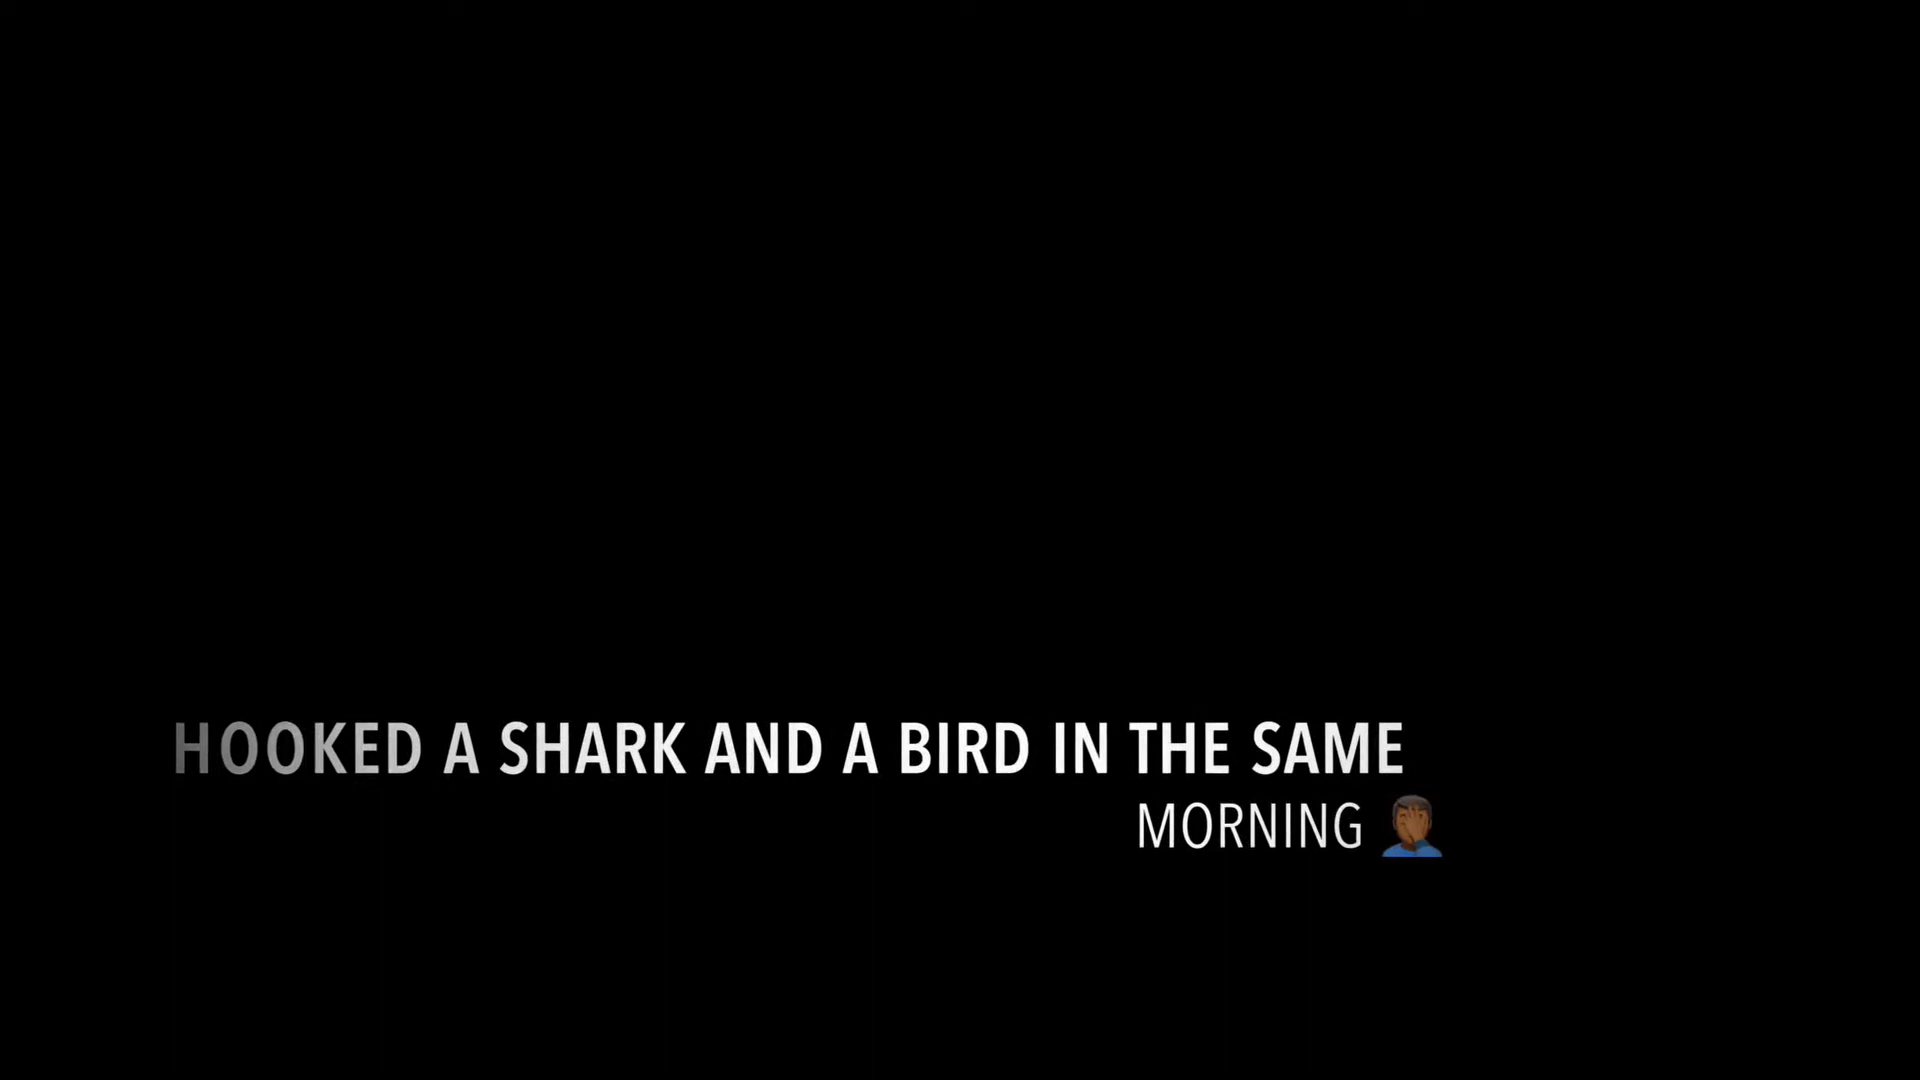 HOOKED A SHARK AND A BIRD IN THE SAME
MORNING 🤦🏾‍♂️